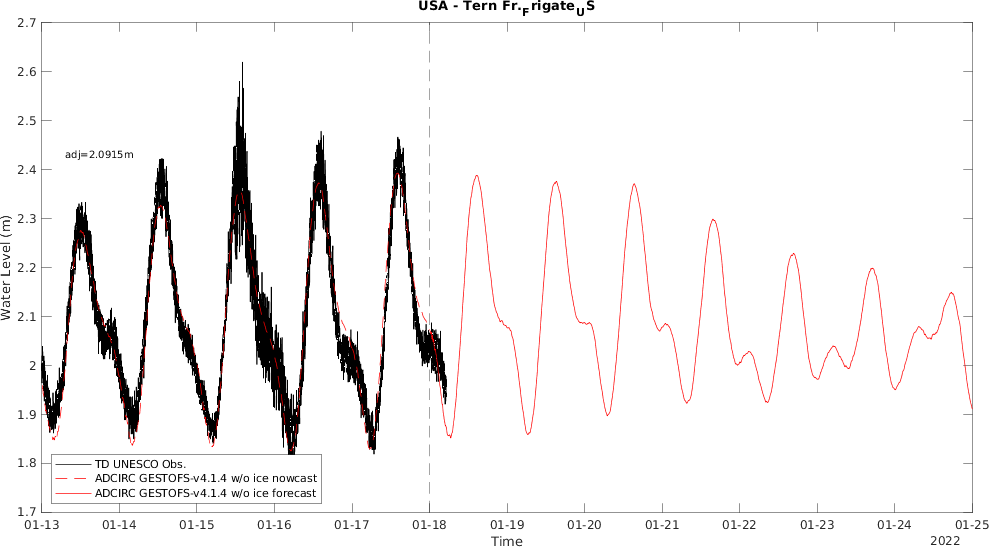 USA - Tern Fr.FrigateUS
2.7
2.6
2.5
2.4
2.3
2.2
2.1
2
1.9
1.8
1.7
Water Level (m)
adj=2.0915m
TD UNESCO Obs.
ADCIRC GESTOFS-v4.1.4 w/o ice nowcast
ADCIRC GESTOFS-v4.1.4 w/o ice forecast
01-13 01-14 01-15 01-16 01-17 01-18 01-19 01-20 01-21 01-22 01-23 01-24 01-25
Time
2022